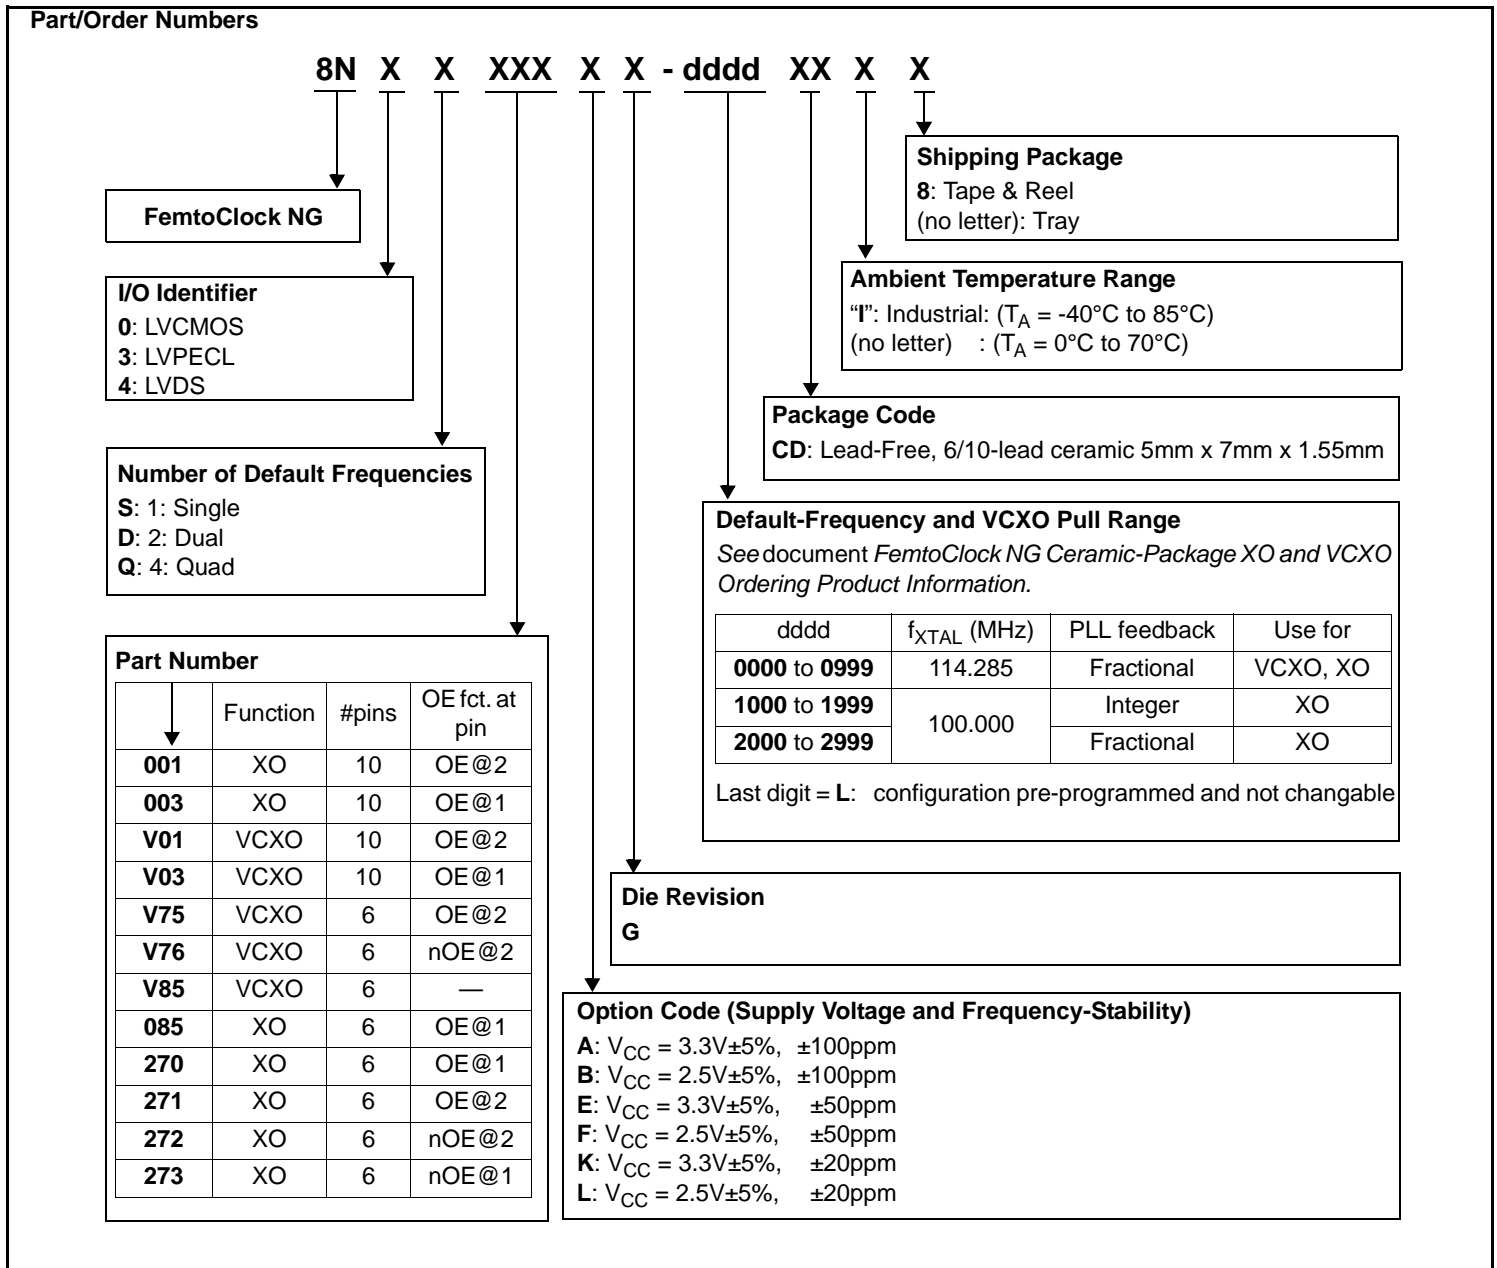 Part/Order Numbers
8N X X XXX X X - dddd XX X X
Shipping Package
8: Tape & Reel
(no letter): Tray
FemtoClock NG
Ambient Temperature Range
“I”: Industrial: (TA = -40°C to 85°C)
(no letter) : (TA = 0°C to 70°C)
I/O Identifier
0: LVCMOS
3: LVPECL
4: LVDS
Package Code
CD: Lead-Free, 6/10-lead ceramic 5mm x 7mm x 1.55mm
Number of Default Frequencies
S: 1: Single
D: 2: Dual
Q: 4: Quad
Default-Frequency and VCXO Pull Range
See document FemtoClock NG Ceramic-Package XO and VCXO
Ordering Product Information.
dddd fXTAL (MHz) PLL feedback Use for
0000 to 0999 114.285 Fractional VCXO, XO
1000 to 1999 100.000 Integer XO
2000 to 2999 Fractional XO
Last digit = L: configuration pre-programmed and not changable
Part Number
Function #pins OE fct. at
pin
001 XO 10 OE@2
003 XO 10 OE@1
V01 VCXO 10 OE@2
V03 VCXO 10 OE@1
V75 VCXO 6 OE@2
V76 VCXO 6 nOE@2
V85 VCXO 6 —
085 XO 6 OE@1
270 XO 6 OE@1
271 XO 6 OE@2
272 XO 6 nOE@2
273 XO 6 nOE@1
Die Revision
G
Option Code (Supply Voltage and Frequency-Stability)
A: VCC = 3.3V±5%, ±100ppm
B: VCC = 2.5V±5%, ±100ppm
E: VCC = 3.3V±5%, ±50ppm
F: VCC = 2.5V±5%, ±50ppm
K: VCC = 3.3V±5%, ±20ppm
L: VCC = 2.5V±5%, ±20ppm